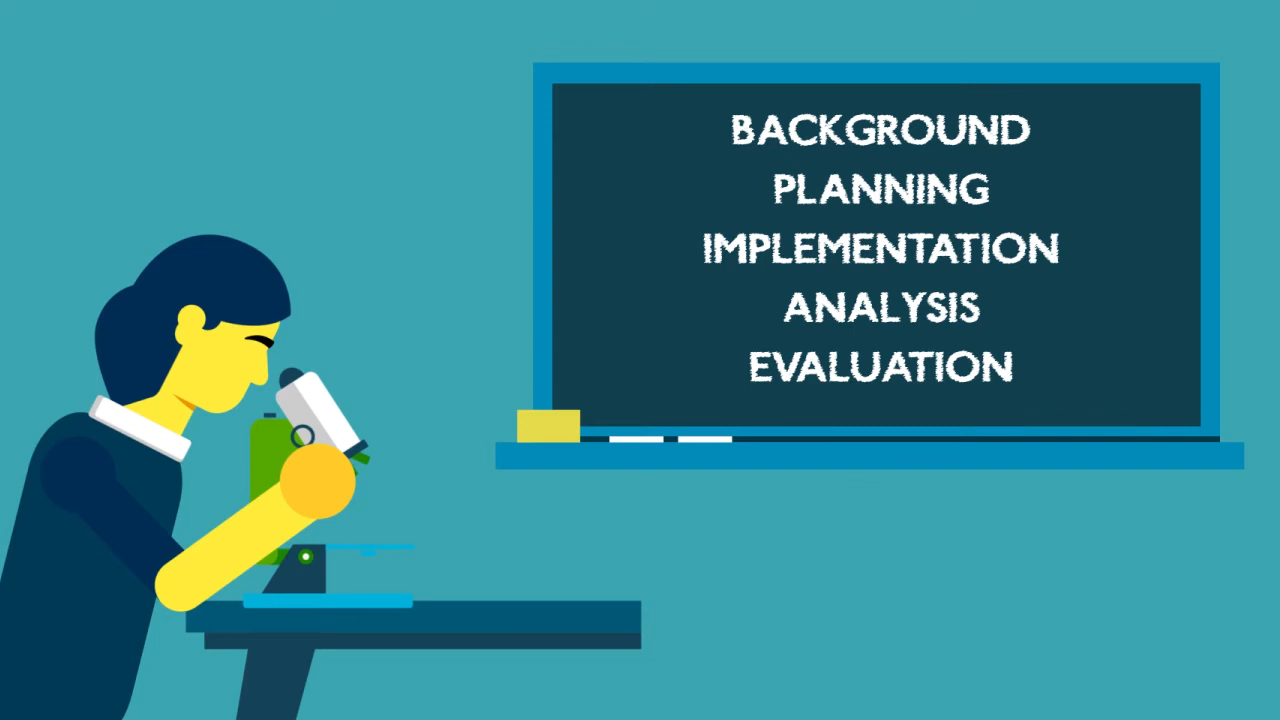 BACKGROUND
PLANNING
IMPLEMENTATION
ANALYSIS
EVALUATION